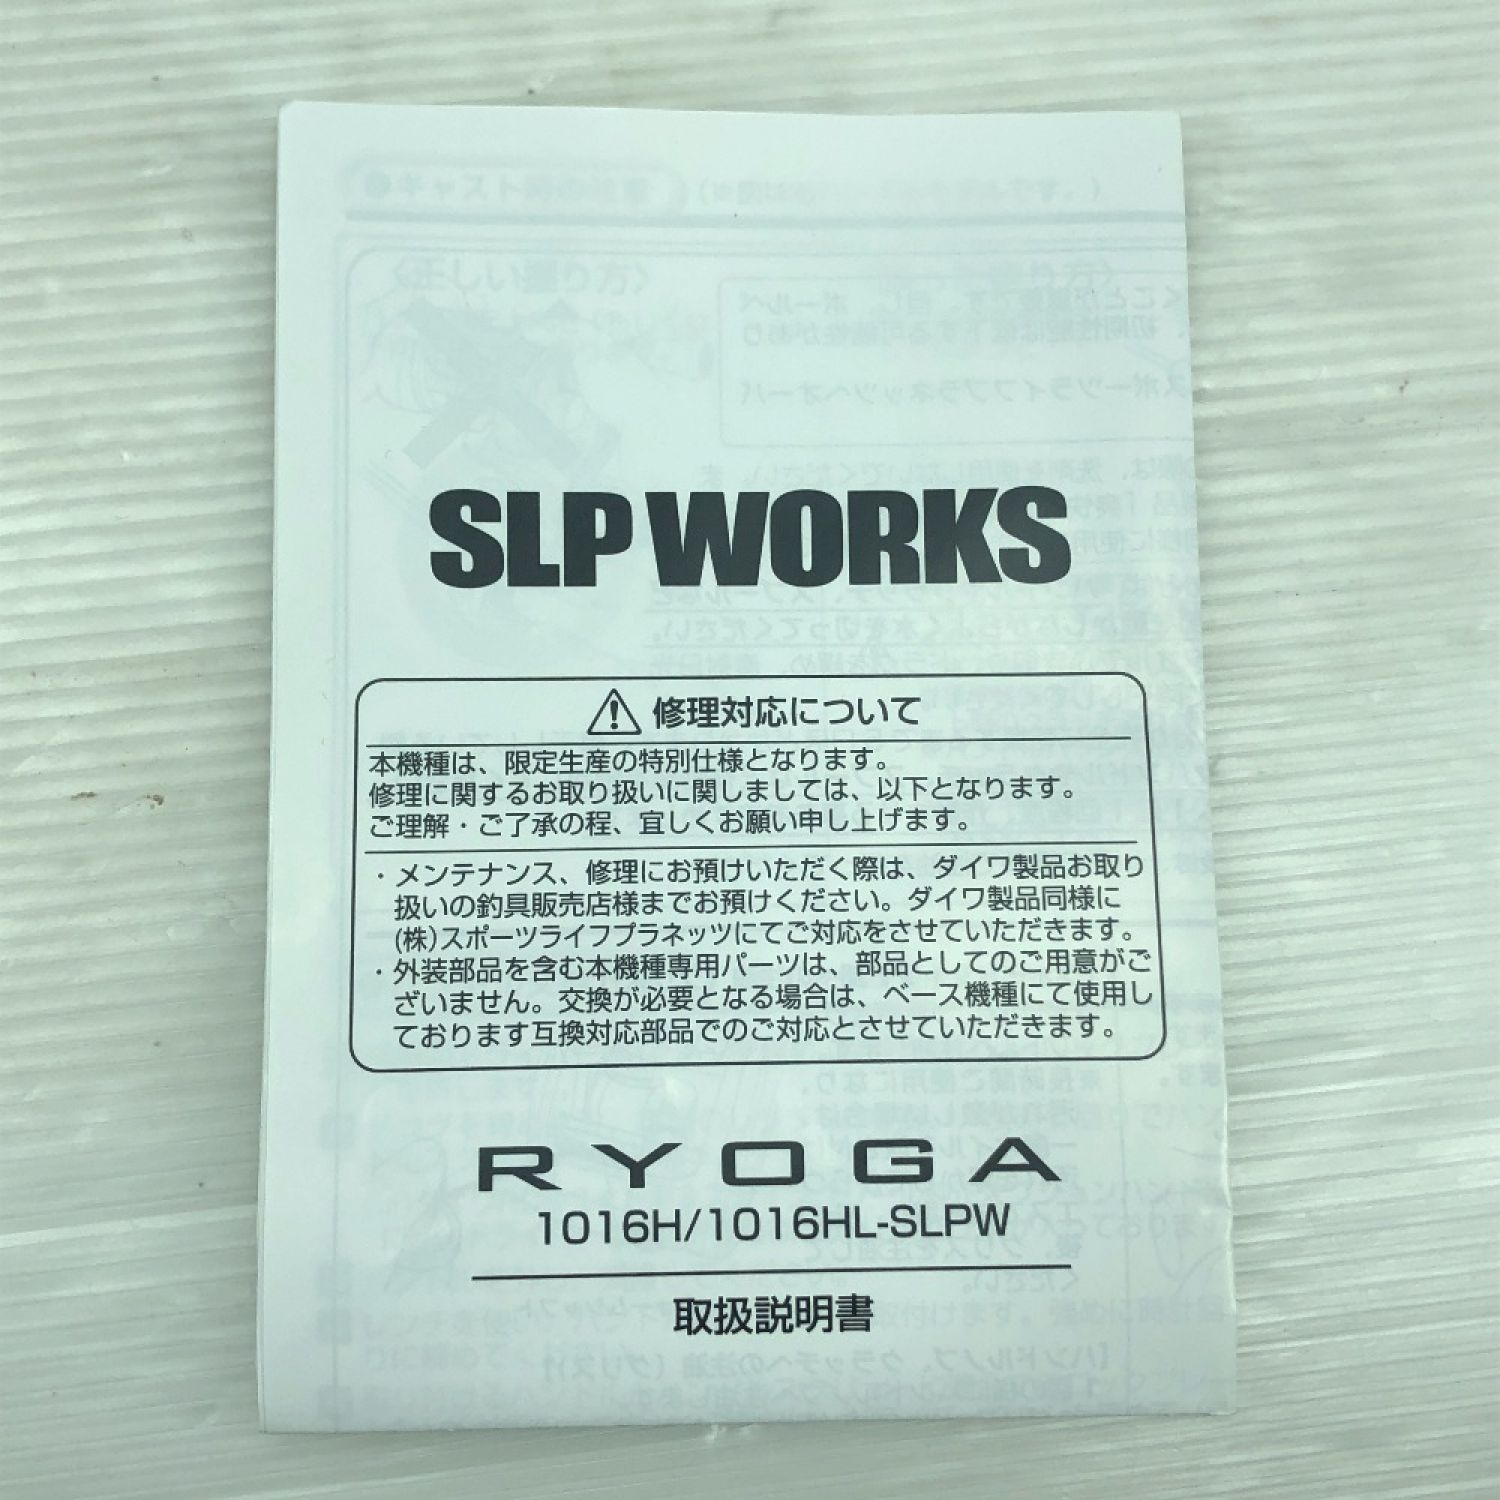 SLP WORKS
修理対応について
本機種は、限定生産の特別仕様となります。
修理に関するお取り扱いに関しましては、以下となります。
ご理解・ご了承の程、宜しくお願い申し上げます。
・メンテナンス、修理にお預けいただく際は、ダイワ製品お取り
扱いの釣具販売店様までお預けください。ダイワ製品同様に
(株)スポーツライフプラネッツにてご対応をさせていただきます。
・外装部品を含む本機種専用パーツは、部品としてのご用意がご
ざいません。交換が必要となる場合は、ベース機種にて使用し
ております互換対応部品でのご対応とさせていただきます。
RYOGA
1016H/1016HL-SLPW
取扱説明書